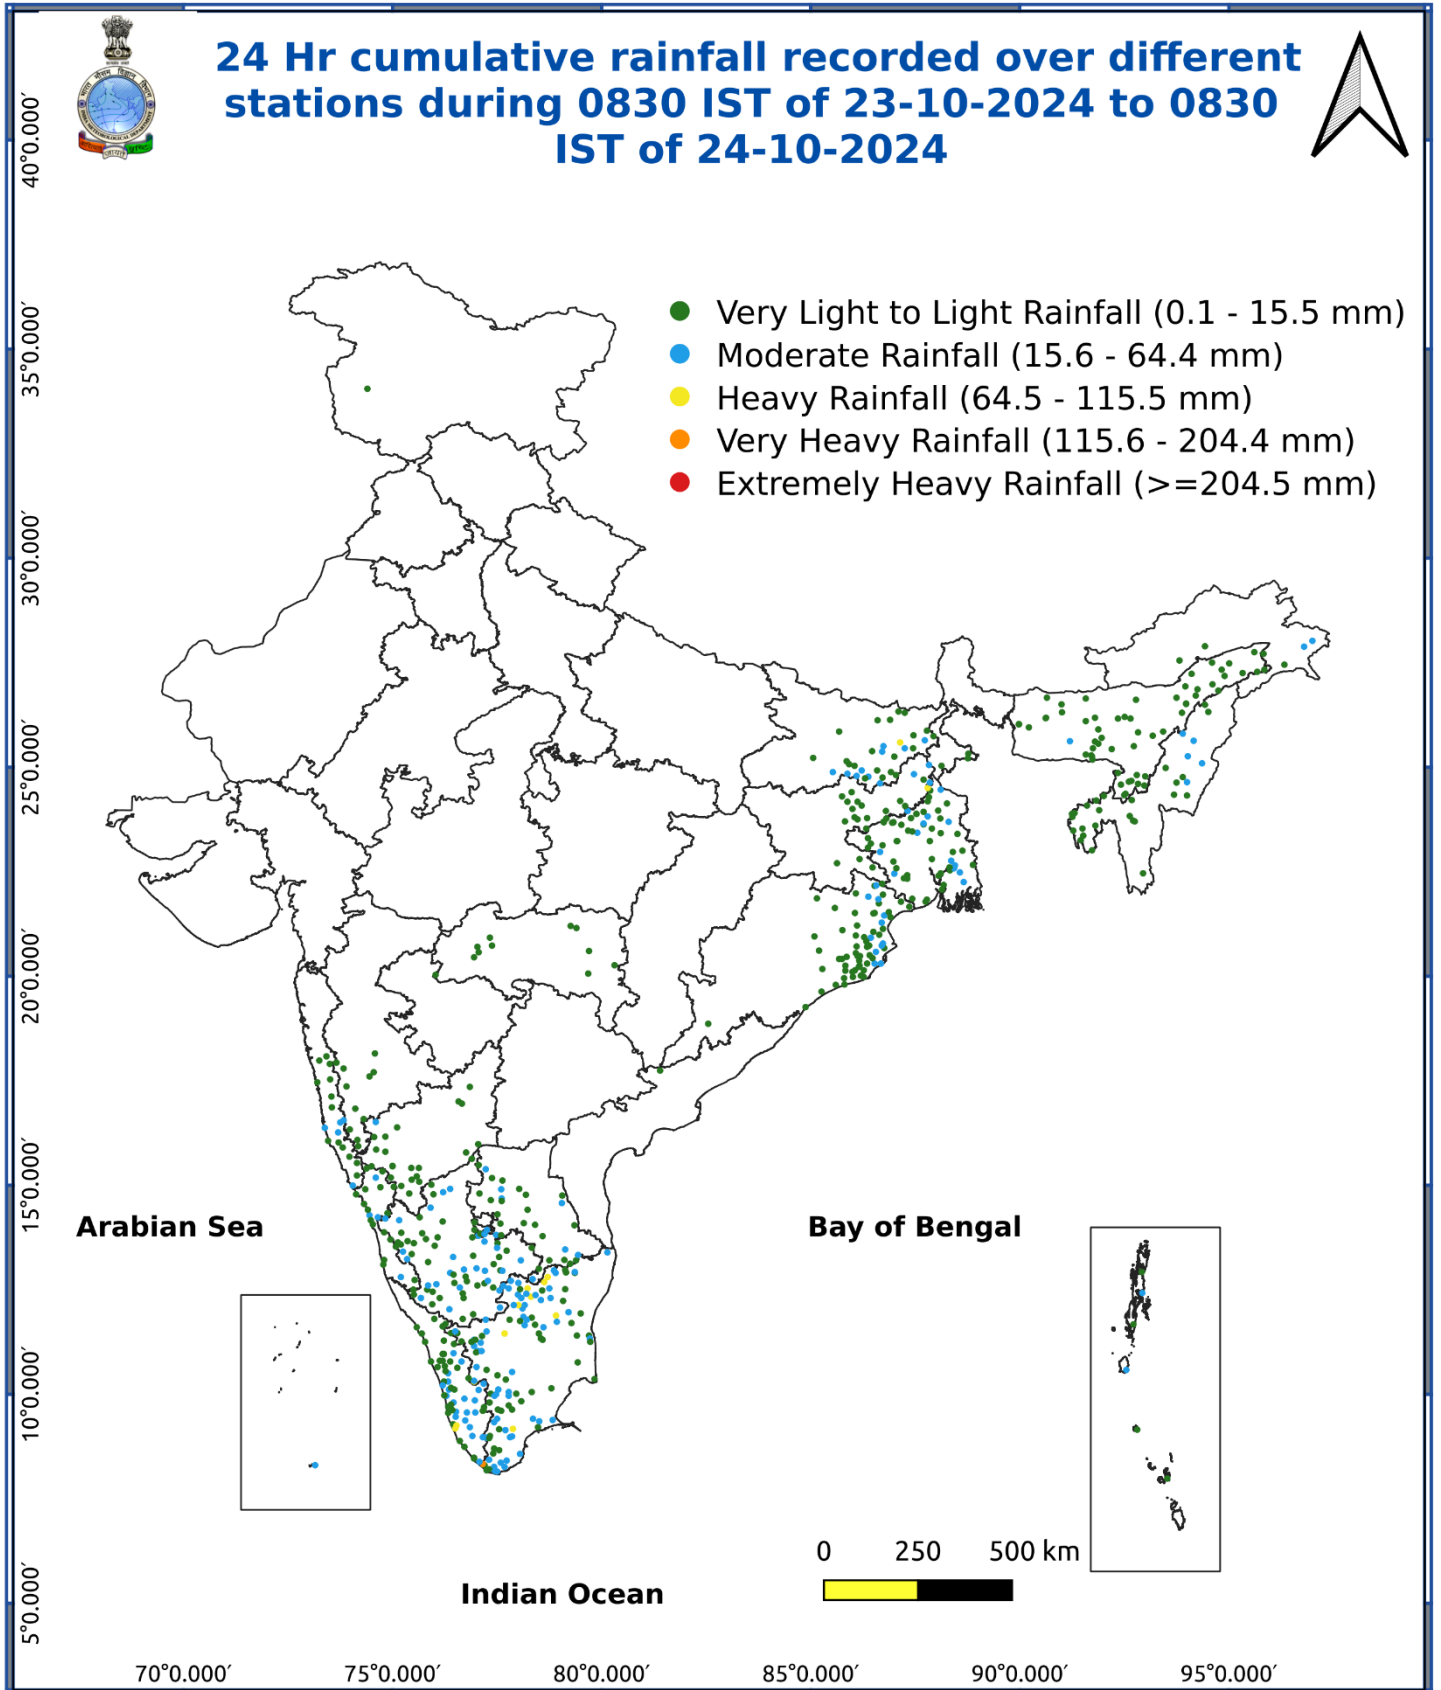 24 Hr cumulative rainfall recorded over different
stations during 0830 IST of 23-10-2024 to 0830
IST of 24-10-2024
Very Light to Light Rainfall (0.1 - 15.5 mm)
Moderate Rainfall (15.6 - 64.4 mm)
Heavy Rainfall (64.5 - 115.5 mm)
Very Heavy Rainfall (115.6 - 204.4 mm)
Extremely Heavy Rainfall (>=204.5 mm)
40°0.000′
35°0.000′
30°0.000′
25°0.000′
20°0.000′
15°0.000′
10°0.000′
5°0.000′
Arabian Sea
Bay of Bengal
Indian Ocean
0 250 500 km
70°0.000′ 75°0.000′ 80°0.000′ 85°0.000′ 90°0.000′ 95°0.000′